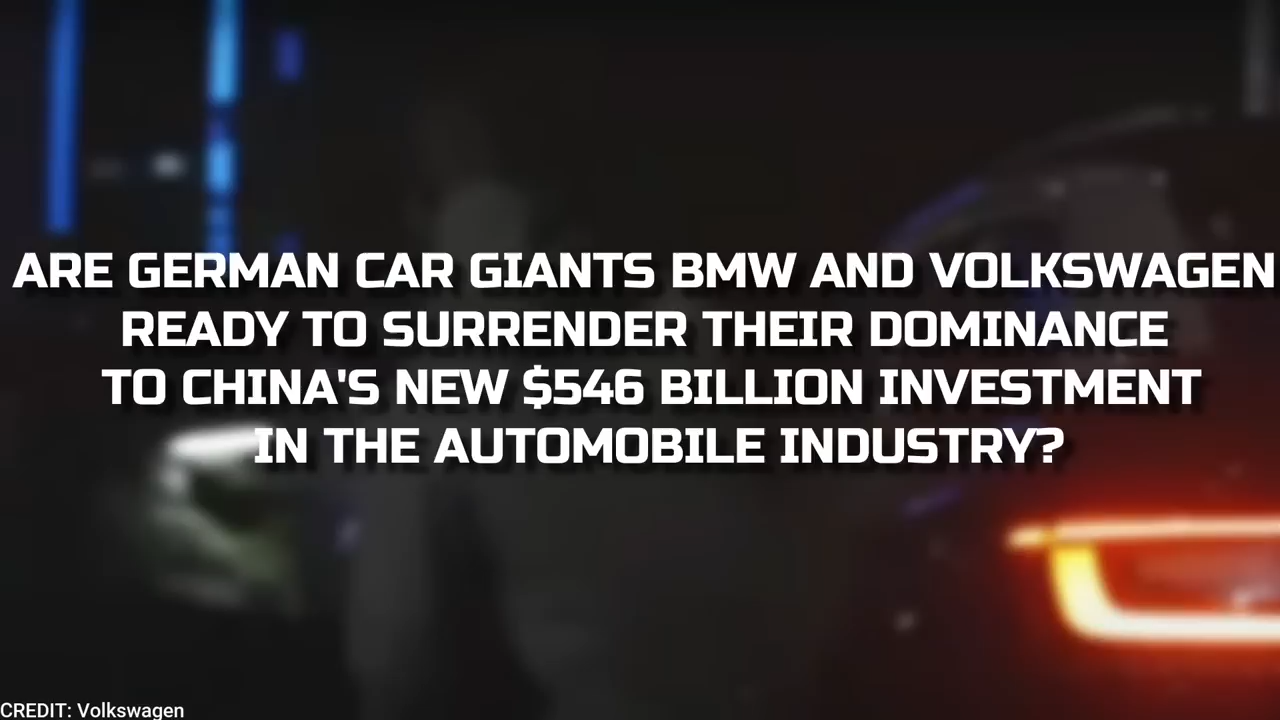 ARE GERMAN CAR GIANTS BMW AND VOLKSWAGEN
READY TO SURRENDER THEIR DOMINANCE
TO CHINA'S NEW $546 BILLION INVESTMENT
IN THE AUTOMOBILE INDUSTRY?
CREDIT: Volkswagen